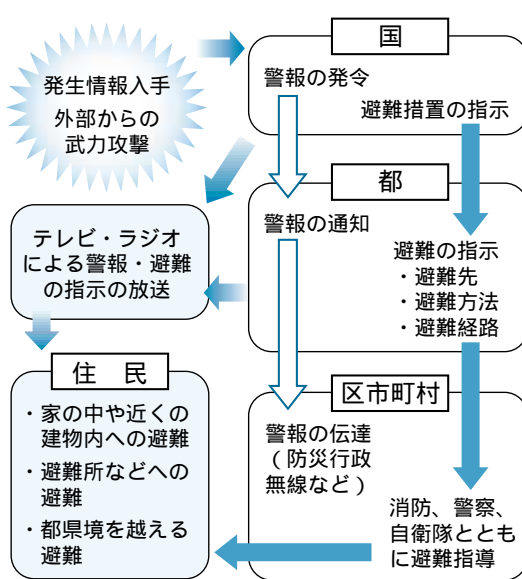 発生情報入手
外部からの
武力攻撃
国
警報の発令
避難措置の指示
都
警報の通知
避難の指示
・避難先
・避難方法
・避難経路
テレビ・ラジオ
による警報・避難
の指示の放送
住　民
・家の中や近くの
建物内への避難
・避難所などへの
避難
・都県境を越える
避難
区市町村
警報の伝達
（防災行政
無線など）
消防、警察、
自衛隊ととも
に避難指導